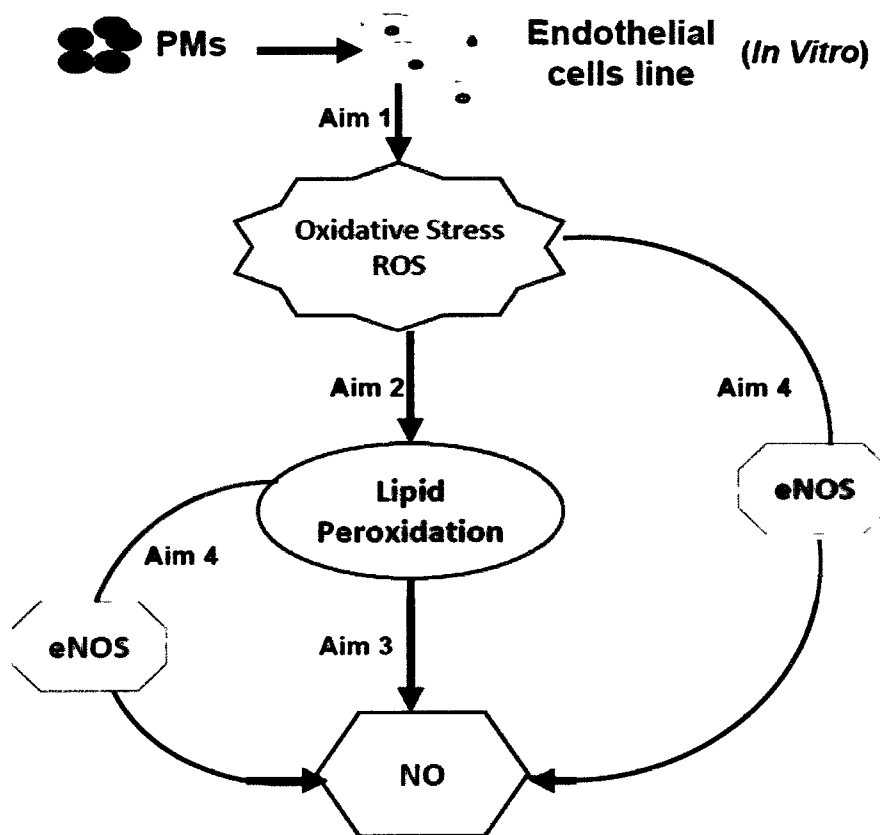 PMs
Endothelial
cells line
(In Vitro)
Aim 1
Oxidative Stress
ROS
Aim 2
Aim 4
eNOS
Lipid
Peroxidation
Aim 4
eNOS
Aim 3
NO